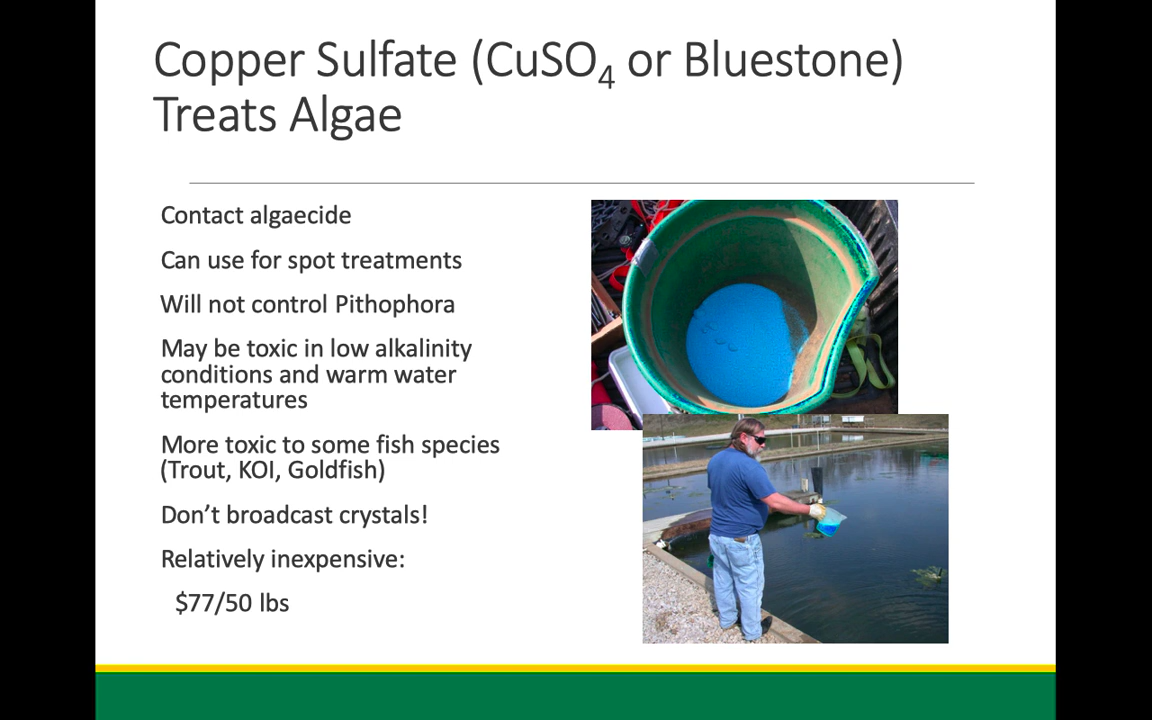 Copper Sulfate (CuSO₄ or Bluestone)
Treats Algae
Contact algaecide
Can use for spot treatments
Will not control Pithophora
May be toxic in low alkalinity
conditions and warm water
temperatures
More toxic to some fish species
(Trout, KOI, Goldfish)
Don’t broadcast crystals!
Relatively inexpensive:
$77/50 lbs